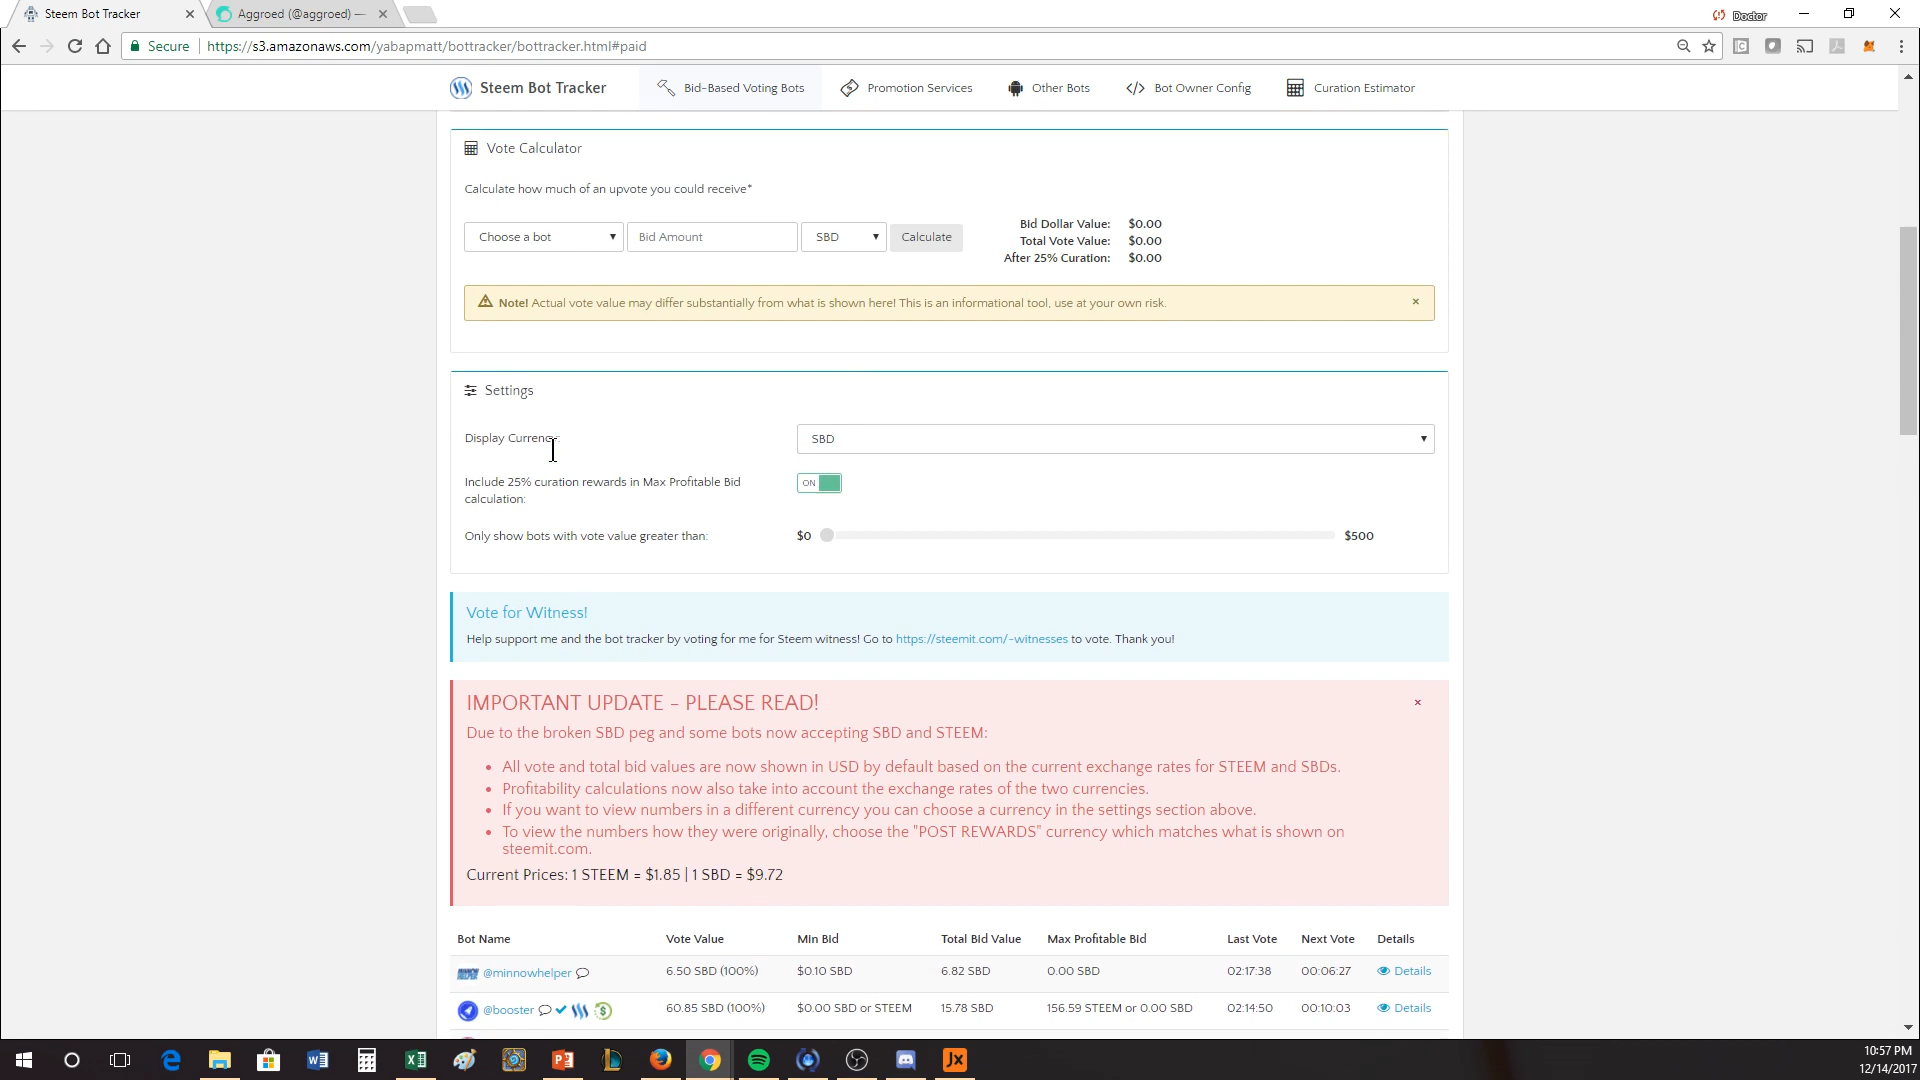 Steem Bot Tracker
Aggroed (@aggroed) —
Doctor
Secure
https://s3.amazonaws.com/yabapmatt/bottracker/bottracker.html#paid
Steem Bot Tracker
Bid-Based Voting Bots
Promotion Services
Other Bots
Bot Owner Config
Curation Estimator
Vote Calculator
Calculate how much of an upvote you could receive*
Choose a bot
Bid Amount
SBD
Calculate
Bid Dollar Value: $0.00
Total Vote Value: $0.00
After 25% Curation: $0.00
Note! Actual vote value may differ substantially from what is shown here! This is an informational tool, use at your own risk.
Settings
Display Currency:
SBD
Include 25% curation rewards in Max Profitable Bid
calculation:
ON
Only show bots with vote value greater than:
$0
$500
Vote for Witness!
Help support me and the bot tracker by voting for me for Steem witness! Go to https://steemit.com/~witnesses to vote. Thank you!
IMPORTANT UPDATE - PLEASE READ!
Due to the broken SBD peg and some bots now accepting SBD and STEEM:
• All vote and total bid values are now shown in USD by default based on the current exchange rates for STEEM and SBDs.
• Profitability calculations now also take into account the exchange rates of the two currencies.
• If you want to view numbers in a different currency you can choose a currency in the settings section above.
• To view the numbers how they were originally, choose the "POST REWARDS" currency which matches what is shown on
steemit.com.
Current Prices: 1 STEEM = $1.85 | 1 SBD = $9.72
Bot Name Vote Value Min Bid Total Bid Value Max Profitable Bid Last Vote Next Vote Details
@minnowhelper 6.50 SBD (100%) $0.10 SBD 6.82 SBD 0.00 SBD 02:17:38 00:06:27 Details
@booster 60.85 SBD (100%) $0.00 SBD or STEEM 15.78 SBD 156.59 STEEM or 0.00 SBD 02:14:50 00:10:03 Details
10:57 PM
12/14/2017